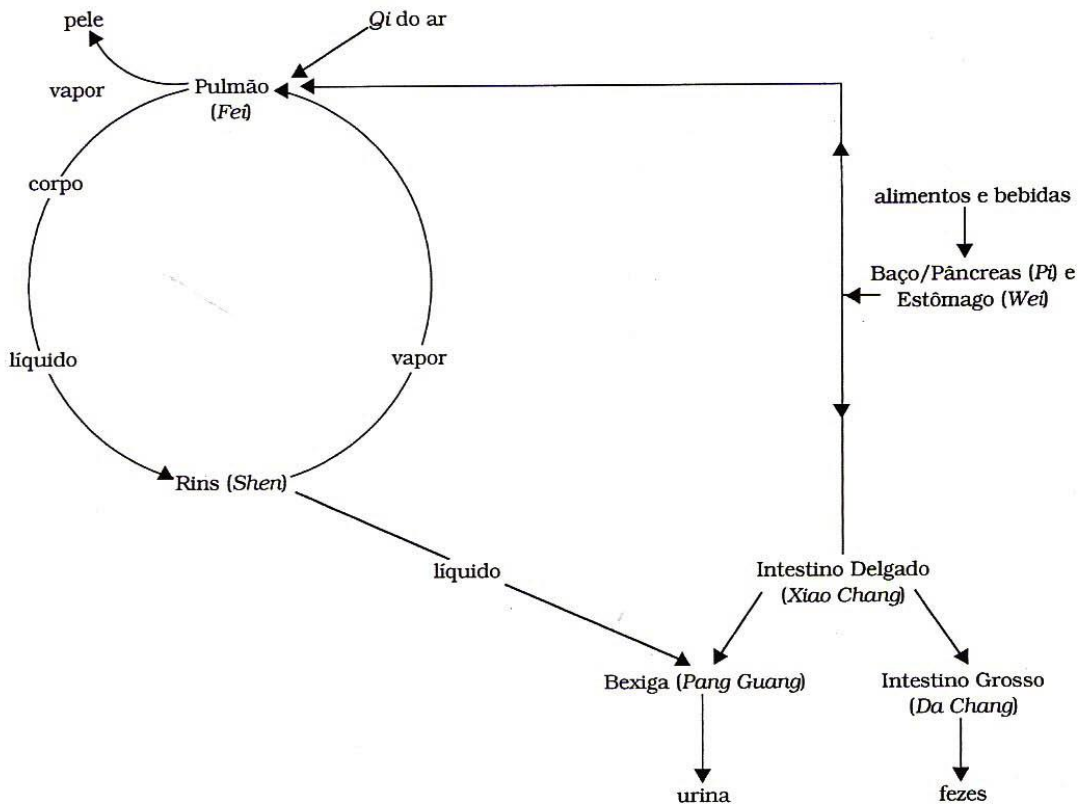 pele
Qi do ar
vapor
Pulmão
(Fei)
corpo
alimentos e bebidas
Baço/Pâncreas (Pi) e
Estômago (Wei)
líquido
vapor
Rins (Shen)
líquido
Intestino Delgado
(Xiao Chang)
Bexiga (Pang Guang)
Intestino Grosso
(Da Chang)
urina
fezes